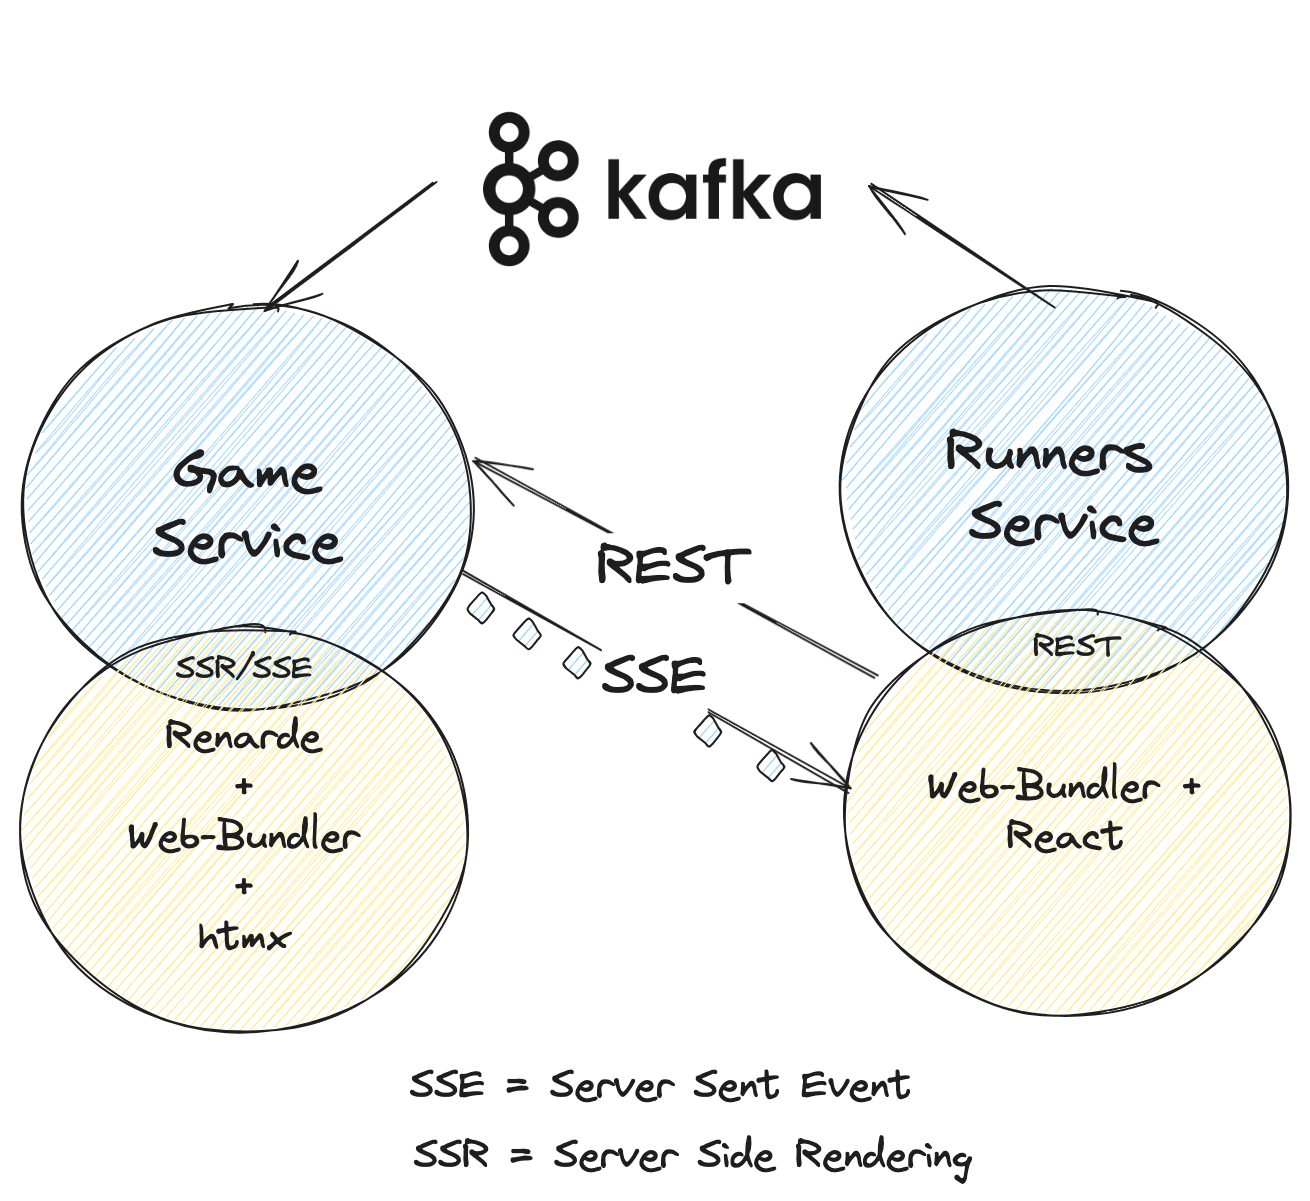 kafka
Game
Service
Runners
Service
REST
SSE
SSR/SSE
REST
Renarde
+
Web-Bundler
+
htmx
Web-Bundler +
React
SSE = Server Sent Event
SSR = Server Side Rendering